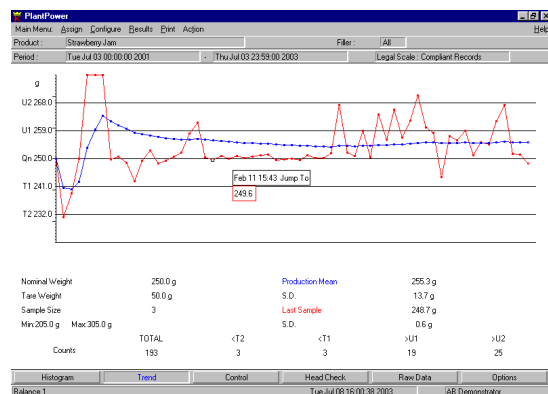 PlantPower
Main Menu: Assign Configure Results Print Action Help
Product : Strawberry Jam Filler : All
Period : Tue Jul 03 00:00:00 2001 - Thu Jul 03 23:59:00 2003 Legal Scale : Compliant Records
g
U2 268.0
U1 259.0
Qn 250.0
T1 241.0
T2 232.0
Feb 11 15:43 Jump To
249.6
Nominal Weight 250.0 g Production Mean 255.3 g
Tare Weight 50.0 g S.D. 13.7 g
Sample Size 3 Last Sample 248.7 g
Min:205.0 g Max:305.0 g S.D. 0.6 g
TOTAL <T2 <T1 >U1 >U2
Counts 193 3 3 19 25
Histogram Trend Control Head Check Raw Data Options
Balance 1 Tue Jul 08 16:00:38 2003 AB Demonstrator